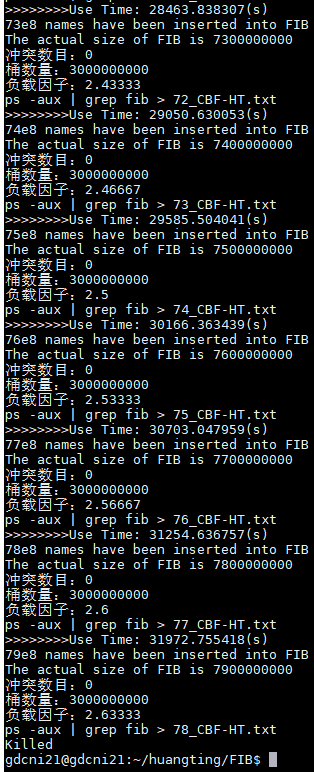 >>>>>>>>Use Time: 28463.838307(s)
73e8 names have been inserted into FIB
The actual size of FIB is 7300000000
冲突数目：0
桶数量：3000000000
负载因子：2.43333
ps -aux | grep fib > 72_CBF-HT.txt
>>>>>>>>Use Time: 29050.630053(s)
74e8 names have been inserted into FIB
The actual size of FIB is 7400000000
冲突数目：0
桶数量：3000000000
负载因子：2.46667
ps -aux | grep fib > 73_CBF-HT.txt
>>>>>>>>Use Time: 29585.504041(s)
75e8 names have been inserted into FIB
The actual size of FIB is 7500000000
冲突数目：0
桶数量：3000000000
负载因子：2.5
ps -aux | grep fib > 74_CBF-HT.txt
>>>>>>>>Use Time: 30166.363439(s)
76e8 names have been inserted into FIB
The actual size of FIB is 7600000000
冲突数目：0
桶数量：3000000000
负载因子：2.53333
ps -aux | grep fib > 75_CBF-HT.txt
>>>>>>>>Use Time: 30703.047959(s)
77e8 names have been inserted into FIB
The actual size of FIB is 7700000000
冲突数目：0
桶数量：3000000000
负载因子：2.56667
ps -aux | grep fib > 76_CBF-HT.txt
>>>>>>>>Use Time: 31254.636757(s)
78e8 names have been inserted into FIB
The actual size of FIB is 7800000000
冲突数目：0
桶数量：3000000000
负载因子：2.6
ps -aux | grep fib > 77_CBF-HT.txt
>>>>>>>>Use Time: 31972.755418(s)
79e8 names have been inserted into FIB
The actual size of FIB is 7900000000
冲突数目：0
桶数量：3000000000
负载因子：2.63333
ps -aux | grep fib > 78_CBF-HT.txt
Killed
gdcni21@gdcni21:~/huangting/FIB$